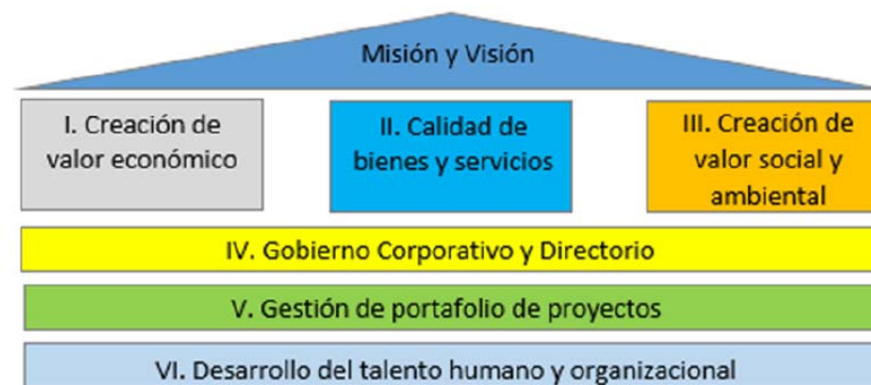 Misión y Visión
I. Creación de
valor económico
II. Calidad de
bienes y servicios
III. Creación de
valor social y
ambiental
IV. Gobierno Corporativo y Directorio
V. Gestión de portafolio de proyectos
VI. Desarrollo del talento humano y organizacional